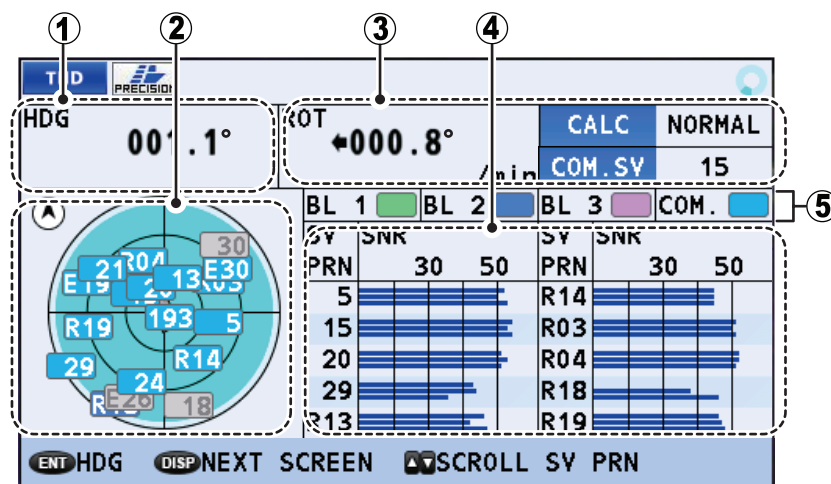 1 2 3 4
PRECISION
HDG
001.1°
ROT
000.8°
/min
CALC NORMAL
COM.SV 15
5
BL 1 BL 2 BL 3 COM.
SV SNR SV SNR
PRN 30 50 PRN 30 50
30
R04
21
13 E30
E19 R03
193 5
R19
R14
29
24
E26 18
5 R14
15 R03
20 R04
29 R18
R13 R19
ENT HDG DISP NEXT SCREEN SCROLL SV PRN